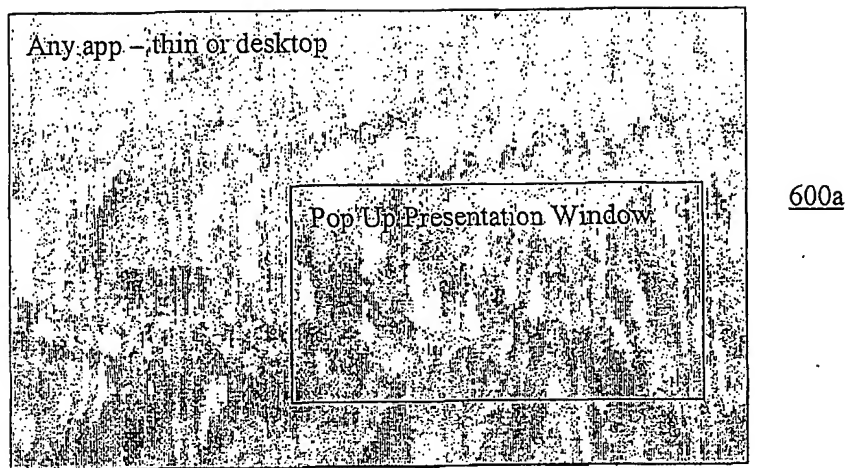 Any app – thin or desktop
Pop Up Presentation Window
600a